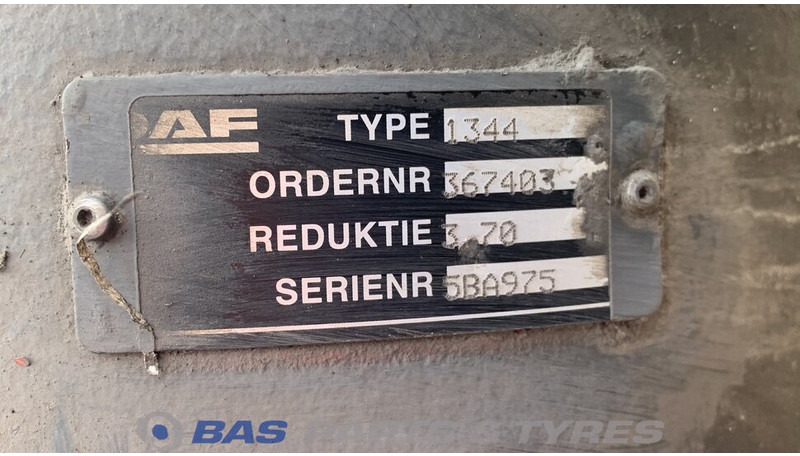 DAF
TYPE 1344
ORDERNR 367403
REDUKTIE 3.70
SERIENR 5BA975
BAS TYRES